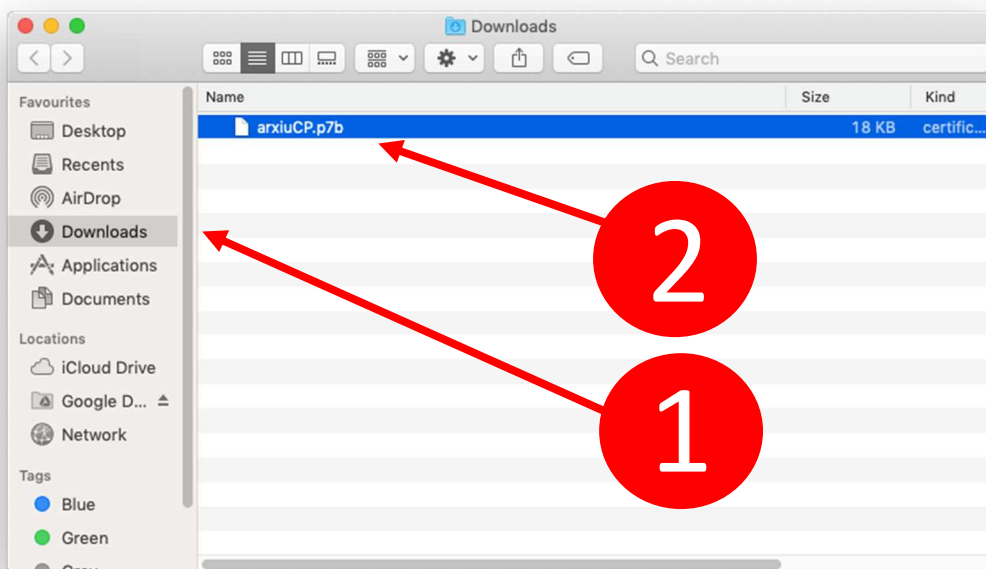 Downloads
Search
Favourites
Desktop
Recents
AirDrop
Downloads
Applications
Documents
Locations
iCloud Drive
Google D...
Network
Tags
Blue
Green
Name Size Kind
arxiuCP.p7b 18 KB certific...
2
1